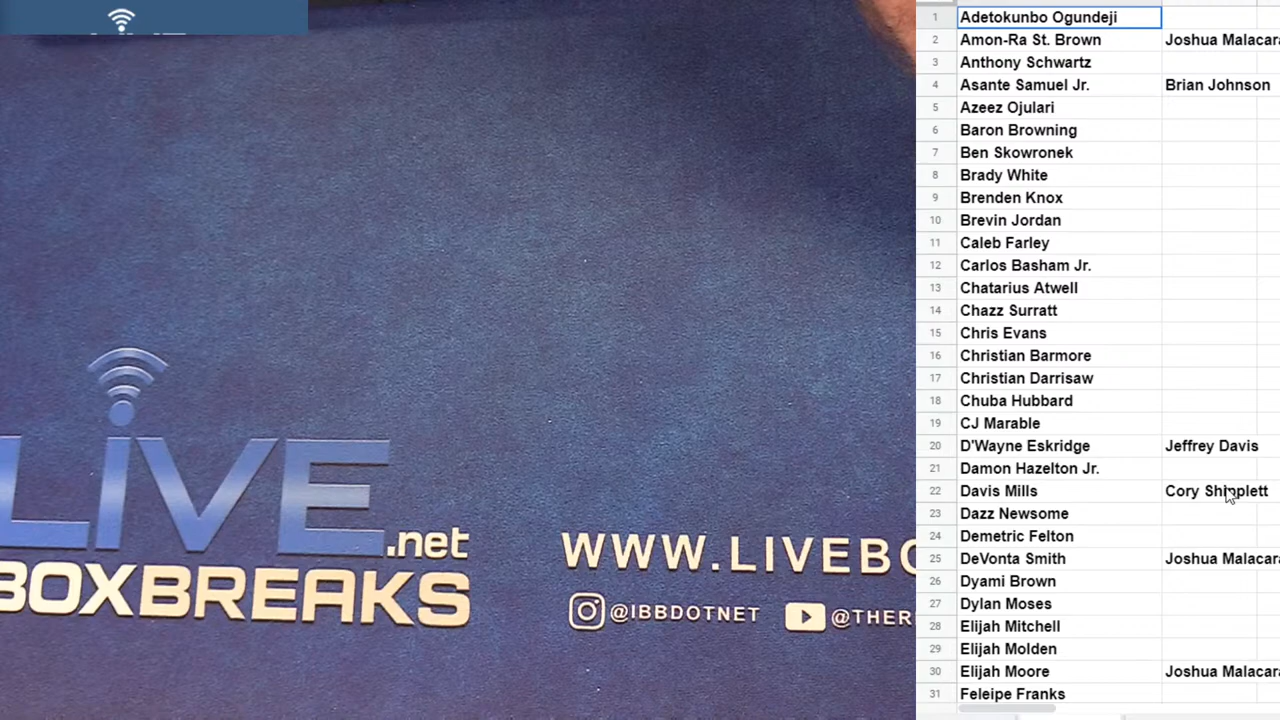 LIVE
.net
BOXBREAKS
WWW.LIVEBO
@IBBDOTNET
@THER
1 Adetokunbo Ogundeji
2 Amon-Ra St. Brown Joshua Malacara
3 Anthony Schwartz
4 Asante Samuel Jr. Brian Johnson
5 Azeez Ojulari
6 Baron Browning
7 Ben Skowronek
8 Brady White
9 Brenden Knox
10 Brevin Jordan
11 Caleb Farley
12 Carlos Basham Jr.
13 Chatarius Atwell
14 Chazz Surratt
15 Chris Evans
16 Christian Barmore
17 Christian Darrisaw
18 Chuba Hubbard
19 CJ Marable
20 D'Wayne Eskridge Jeffrey Davis
21 Damon Hazelton Jr.
22 Davis Mills Cory Shipplett
23 Dazz Newsome
24 Demetric Felton
25 DeVonta Smith Joshua Malacara
26 Dyami Brown
27 Dylan Moses
28 Elijah Mitchell
29 Elijah Molden
30 Elijah Moore Joshua Malacara
31 Feleipe Franks